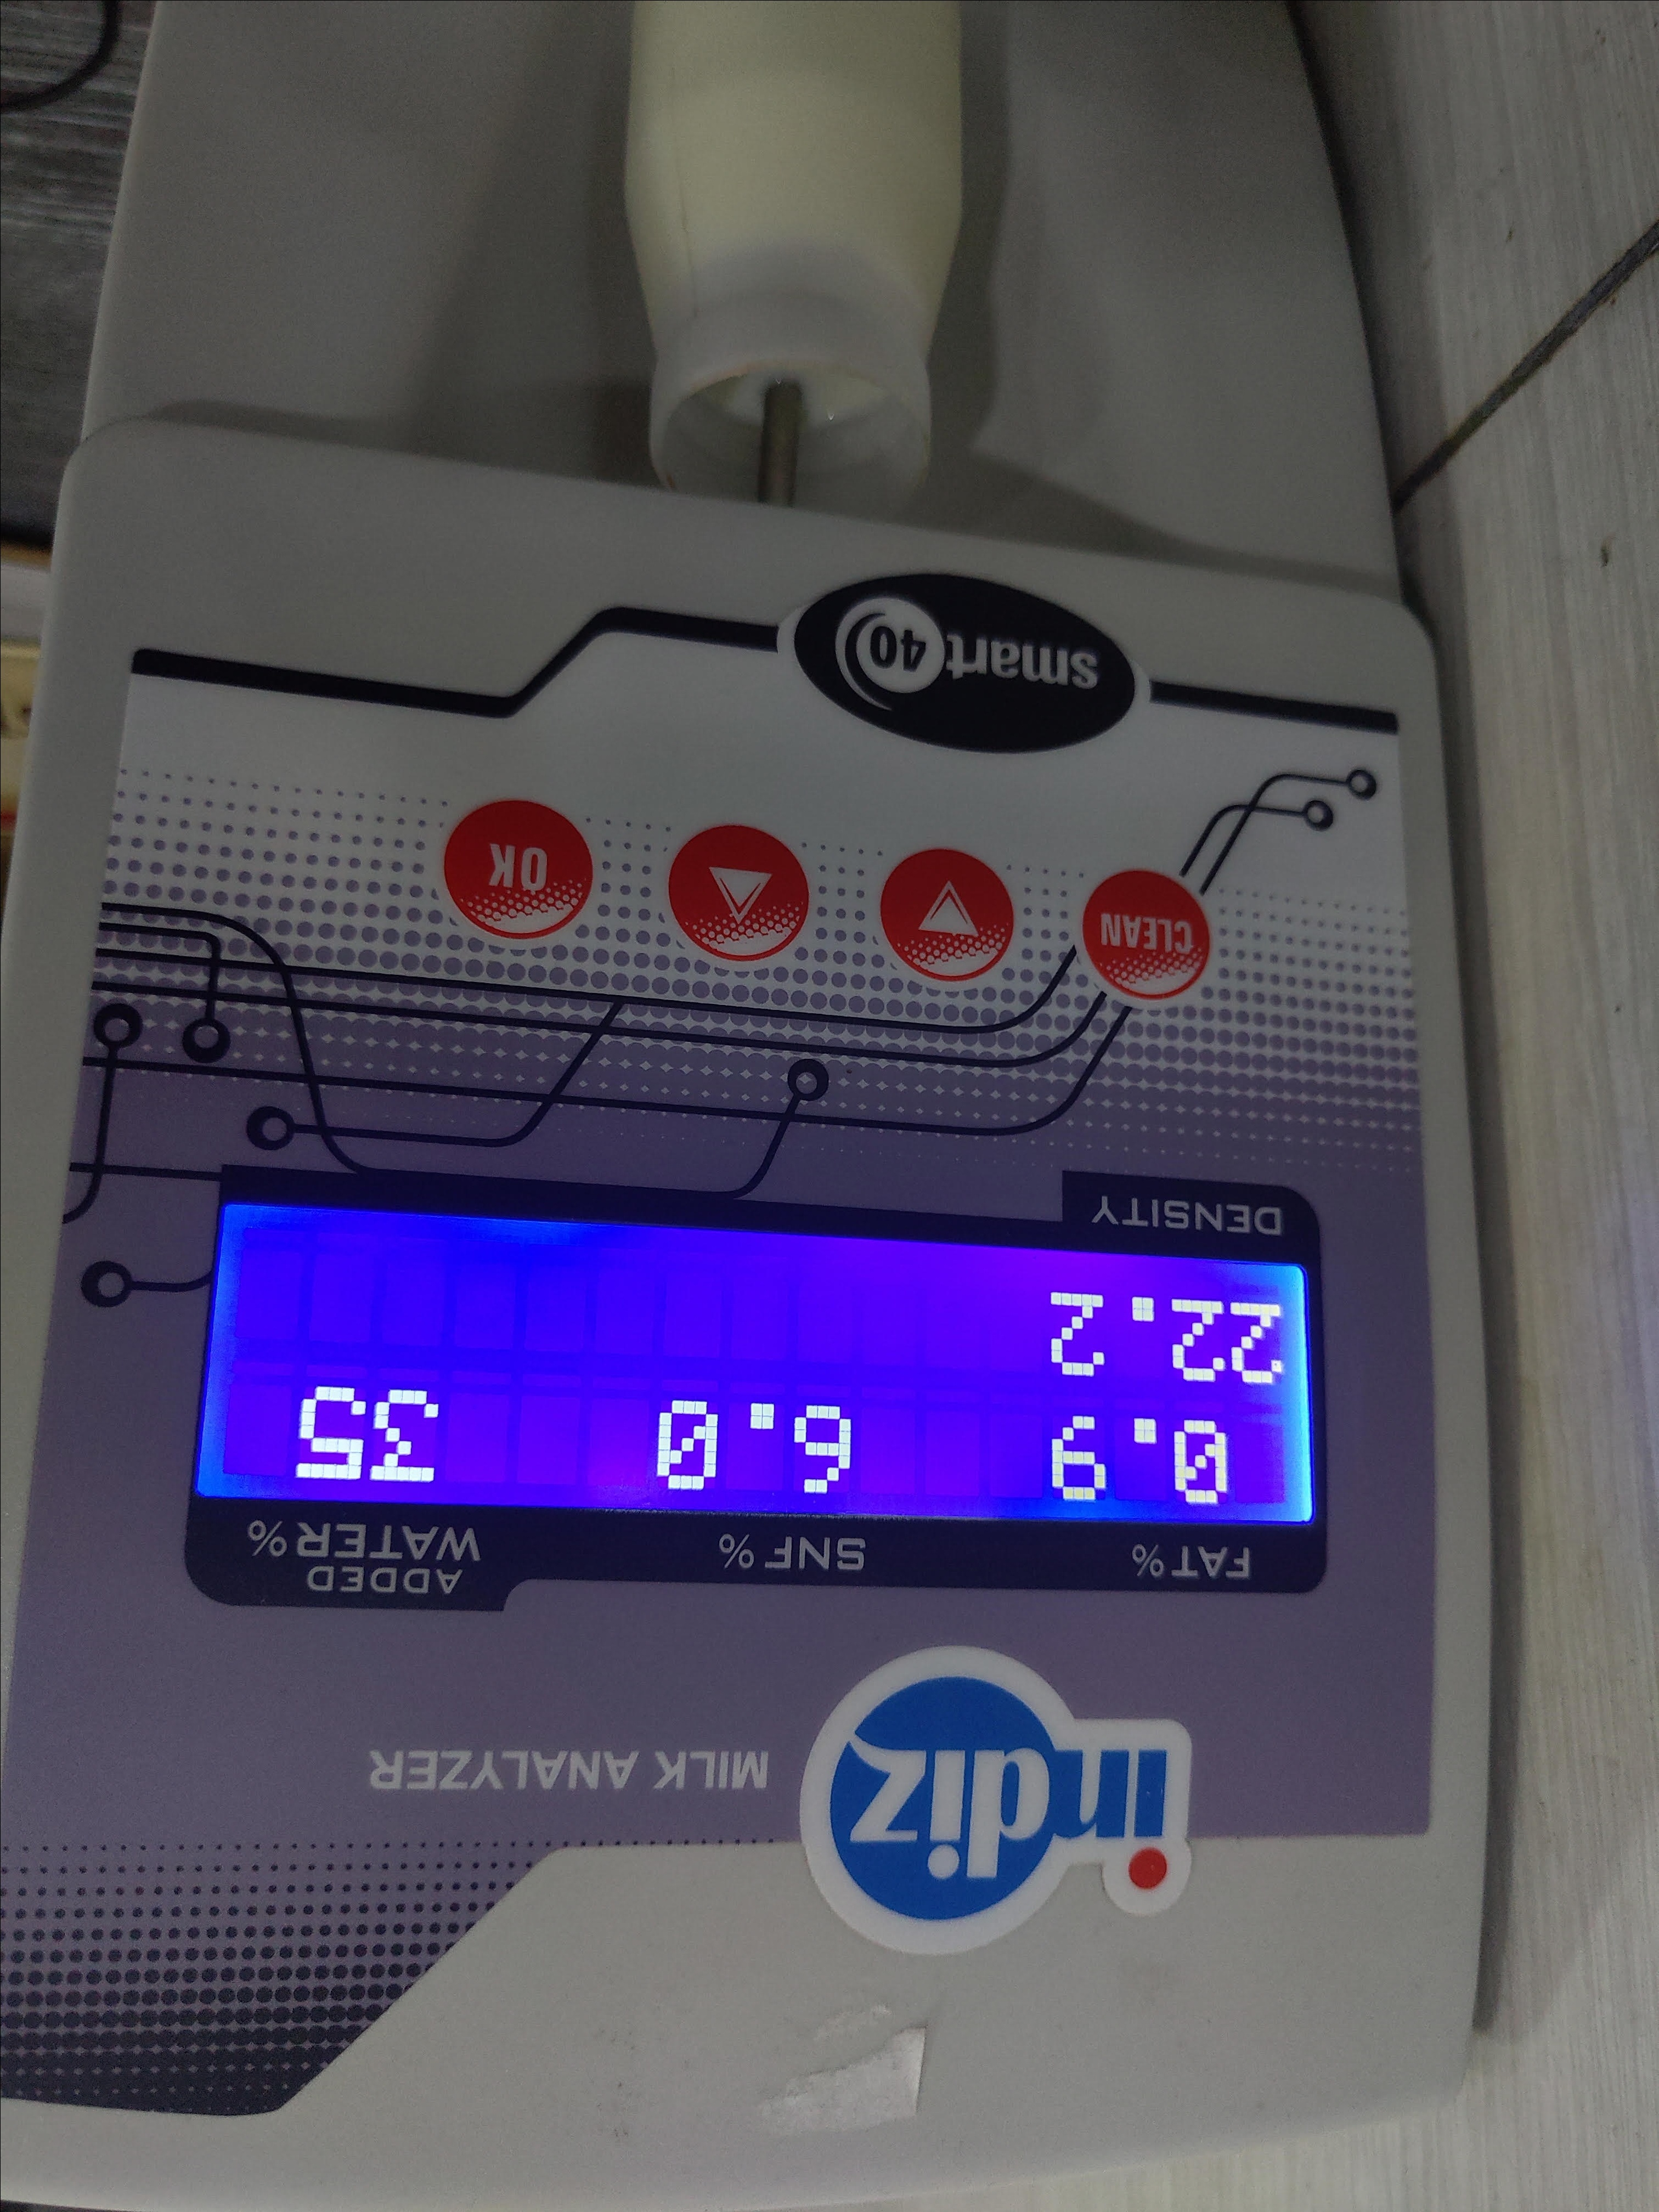 indiz
MILK ANALYZER
FAT %
SNF %
ADDED
WATER %
0.9 6.0 35
22.2
DENSITY
CLEAN
OK
smart 40